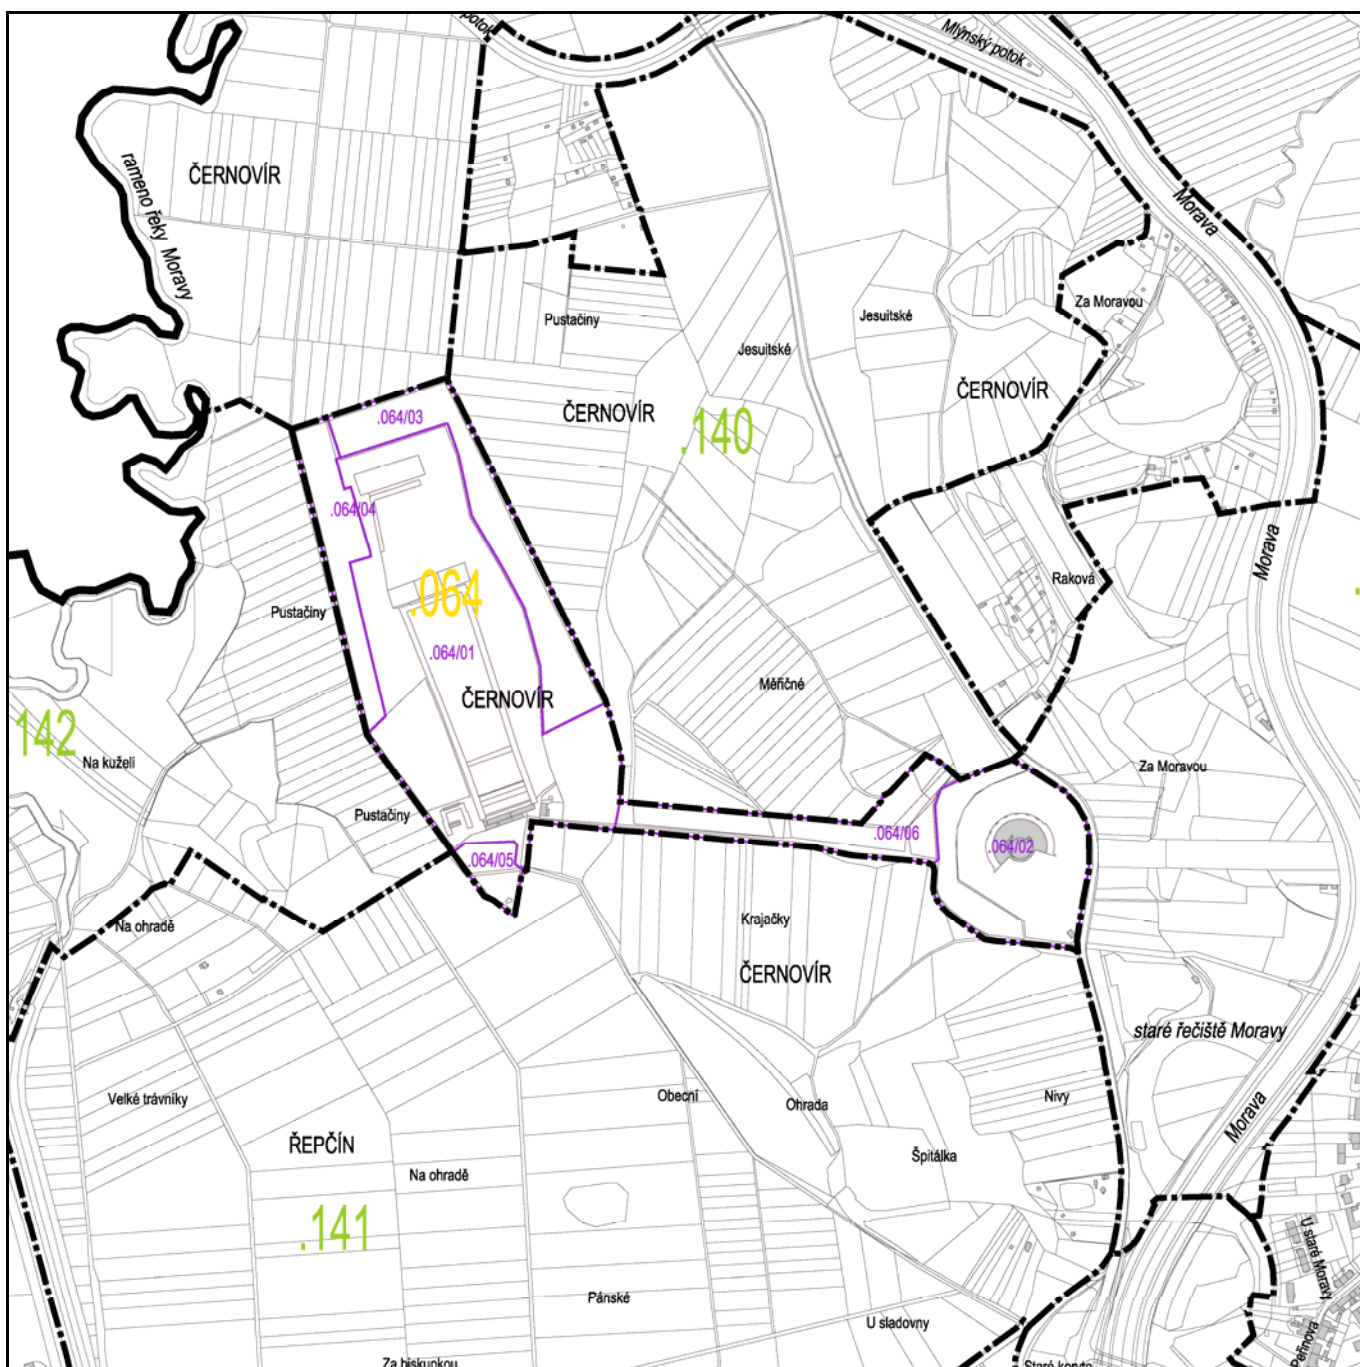 potok
Mlýnský potok
rameno řeky Moravy
ČERNOVÍR
Morava
Za Moravou
Pustačiny
Jesuitské
Jesuitské
ČERNOVÍR
ČERNOVÍR
.064/03
.140
.064/04
Morava
Raková
.064
Pustačiny
.064/01
Měřičné
ČERNOVÍR
142
Na kuželi
Za Moravou
Pustačiny
.064/06
.064/02
.064/05
Na ohradě
Krajačky
ČERNOVÍR
staré řečiště Moravy
Velké trávníky
Obecní
Ohrada
Nivy
Morava
ŘEPČÍN
Na ohradě
Špitálka
.141
U staré Moravy
Pánské
U sladovny
Za biskupkou
Staré koryto